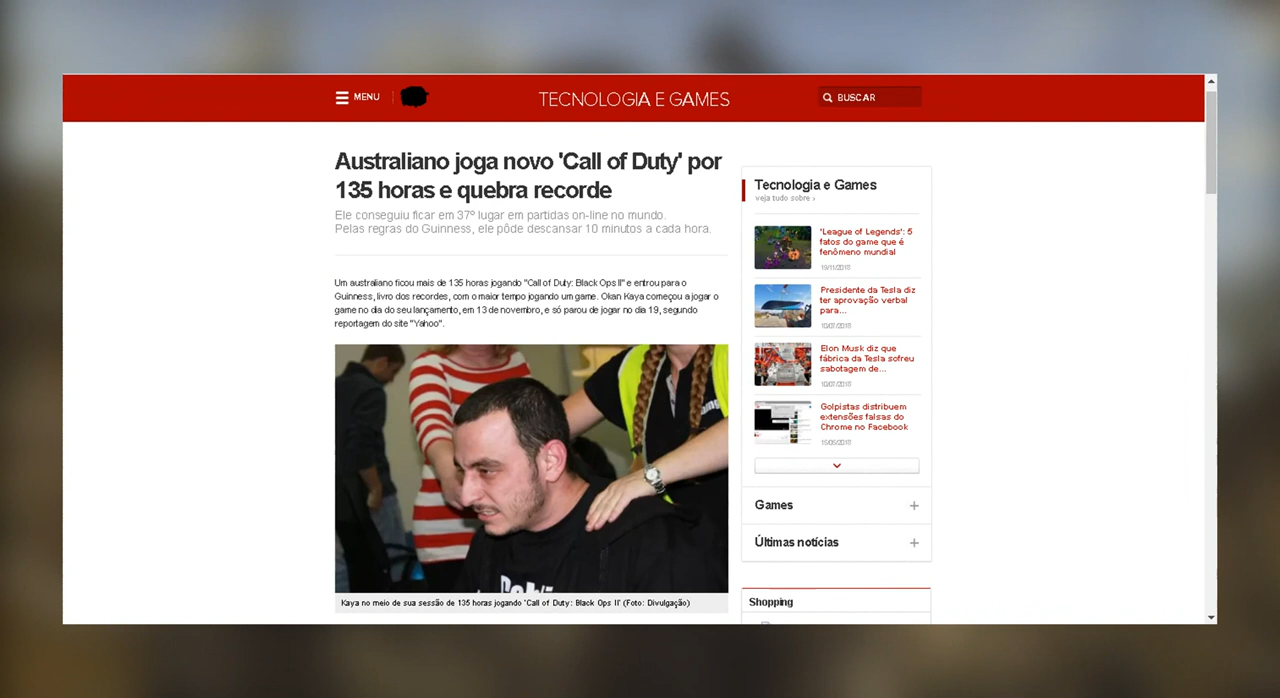 MENU
TECNOLOGIA E GAMES
BUSCAR
Australiano joga novo 'Call of Duty' por
135 horas e quebra recorde
Ele conseguiu ficar em 37º lugar em partidas on-line no mundo.
Pelas regras do Guinness, ele pôde descansar 10 minutos a cada hora.
Um australiano ficou mais de 135 horas jogando "Call of Duty: Black Ops II" e entrou para o
Guinness, livro dos recordes, com o maior tempo jogando um game. Okan Kaya começou a jogar o
game no dia do seu lançamento, em 13 de novembro, e só parou de jogar no dia 19, segundo
reportagem do site "Yahoo".
Kaya no meio de sua sessão de 135 horas jogando 'Call of Duty: Black Ops II' (Foto: Divulgação)
Tecnologia e Games
veja tudo sobre ›
'League of Legends': 5
fatos do game que é
fenômeno mundial
Presidente da Tesla diz
ter aprovação verbal
para...
10/07/2018
Elon Musk diz que
fábrica da Tesla sofreu
sabotagem de...
10/07/2018
Golpistas distribuem
extensões falsas do
Chrome no Facebook
Games +
Últimas notícias +
Shopping